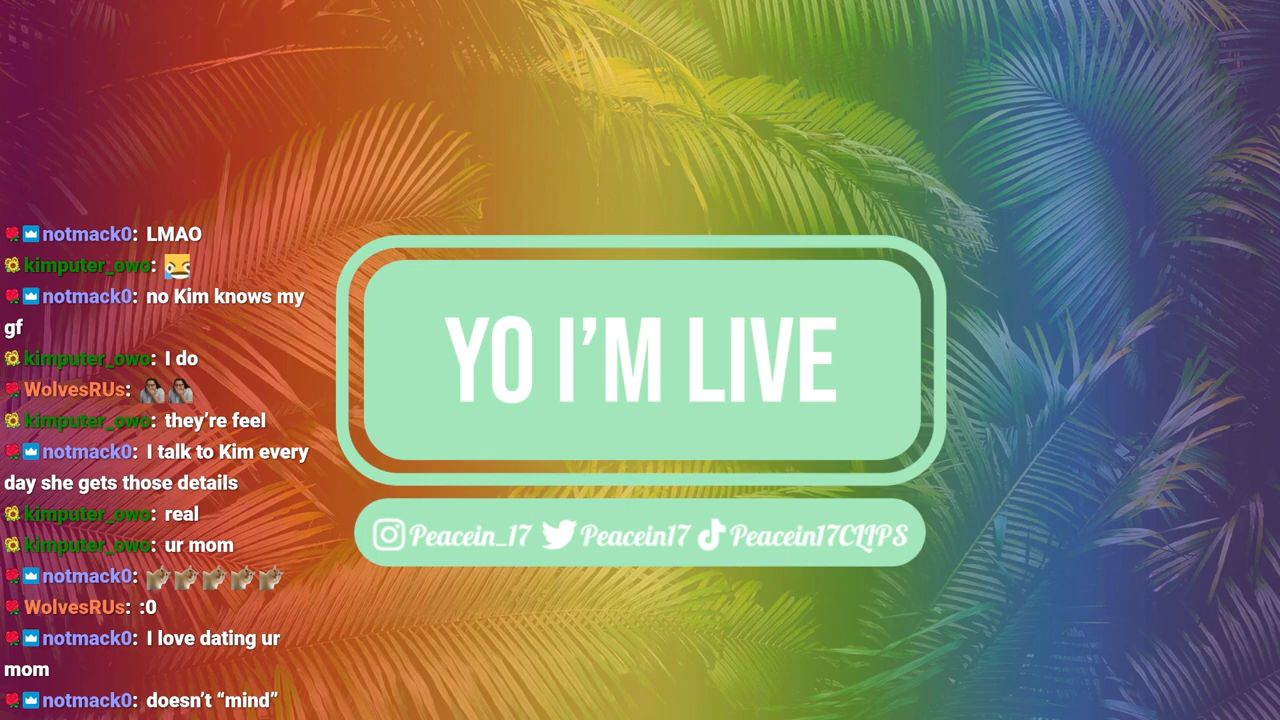 notmack0: LMAO
kimputer_owo:
notmack0: no Kim knows my
gf
kimputer_owo: I do
WolvesRUs:
kimputer_owo: they’re feel
notmack0: I talk to Kim every
day she gets those details
kimputer_owo: real
kimputer_owo: ur mom
notmack0:
WolvesRUs: :0
notmack0: I love dating ur
mom
notmack0: doesn’t “mind”
YO I’M LIVE
Peacein_17 Peacein17 Peacein17CLIPS